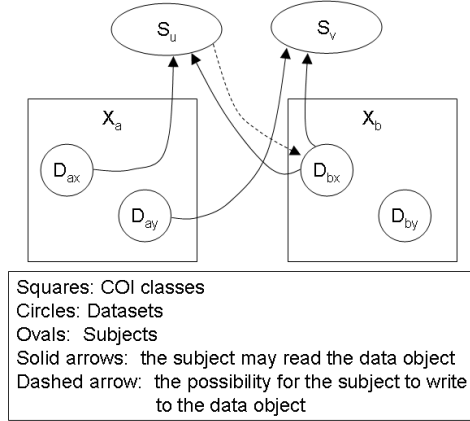 Su
Sv
Xa
Xb
Dax
Dbx
Day
Dby
Squares: COI classes
Circles: Datasets
Ovals: Subjects
Solid arrows: the subject may read the data object
Dashed arrow: the possibility for the subject to write
to the data object